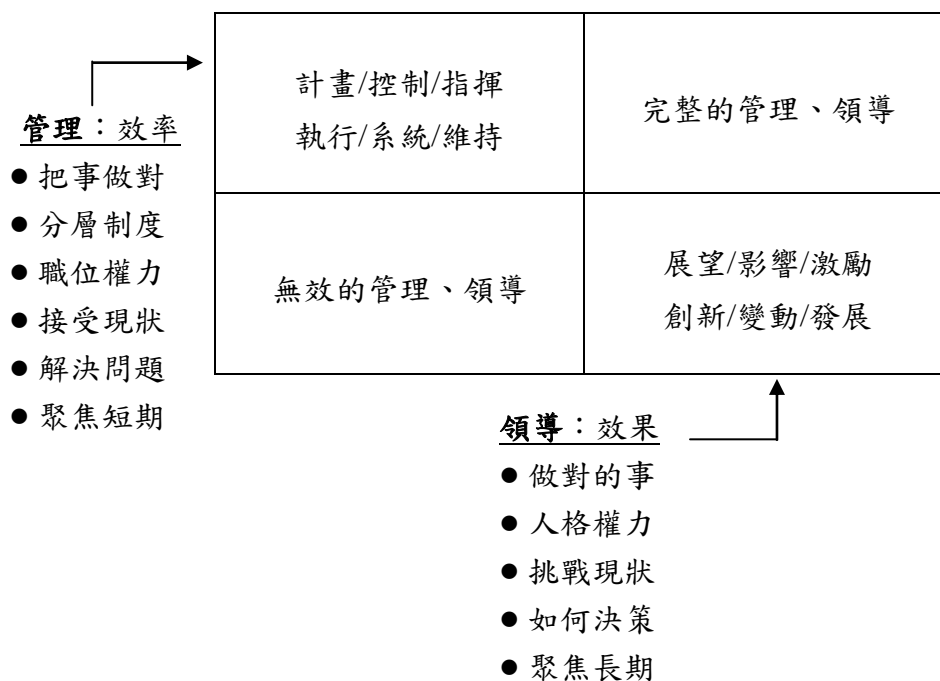 計畫/控制/指揮
執行/系統/維持
完整的管理、領導
管理：效率
● 把事做對
● 分層制度
● 職位權力
● 接受現狀
● 解決問題
● 聚焦短期
無效的管理、領導
展望/影響/激勵
創新/變動/發展
領導：效果
● 做對的事
● 人格權力
● 挑戰現狀
● 如何決策
● 聚焦長期